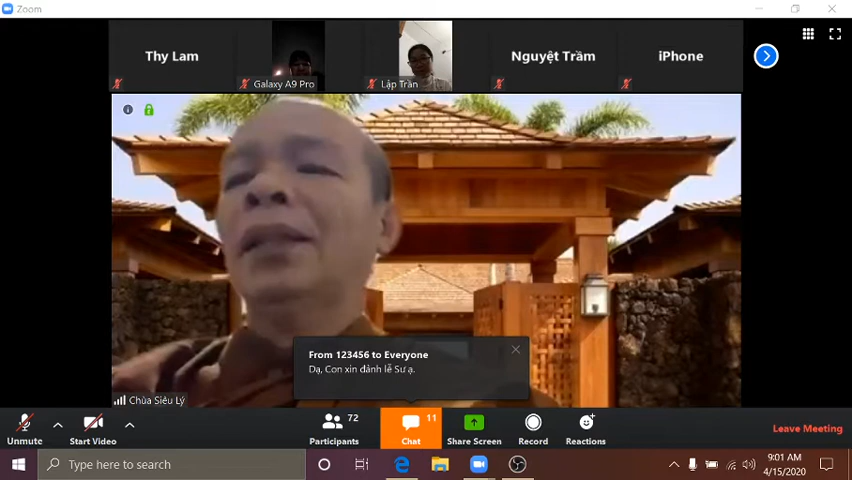 Zoom
Thy Lam
Galaxy A9 Pro
Lập Trần
Nguyệt Trầm
iPhone
From 123456 to Everyone
Dạ, Con xin đảnh lễ Sư ạ.
Chùa Siêu Lý
Unmute
Start Video
72
Participants
11
Chat
Share Screen
Record
Reactions
Leave Meeting
Type here to search
9:01 AM
4/15/2020